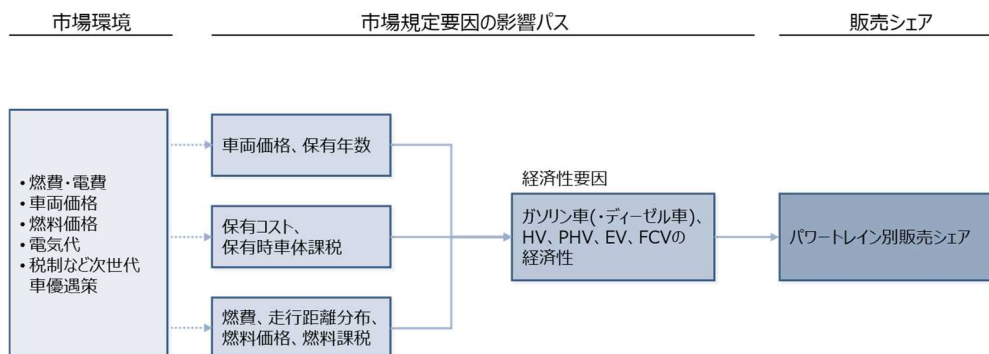 市場環境
市場規定要因の影響パス
販売シェア
・燃費・電費
・車両価格
・燃料価格
・電気代
・税制など次世代
車優遇策
車両価格、保有年数
保有コスト、
保有時車体課税
燃費、走行距離分布、
燃料価格、燃料課税
経済性要因
ガソリン車(・ディーゼル車)、
HV、PHV、EV、FCVの
経済性
パワートレイン別販売シェア